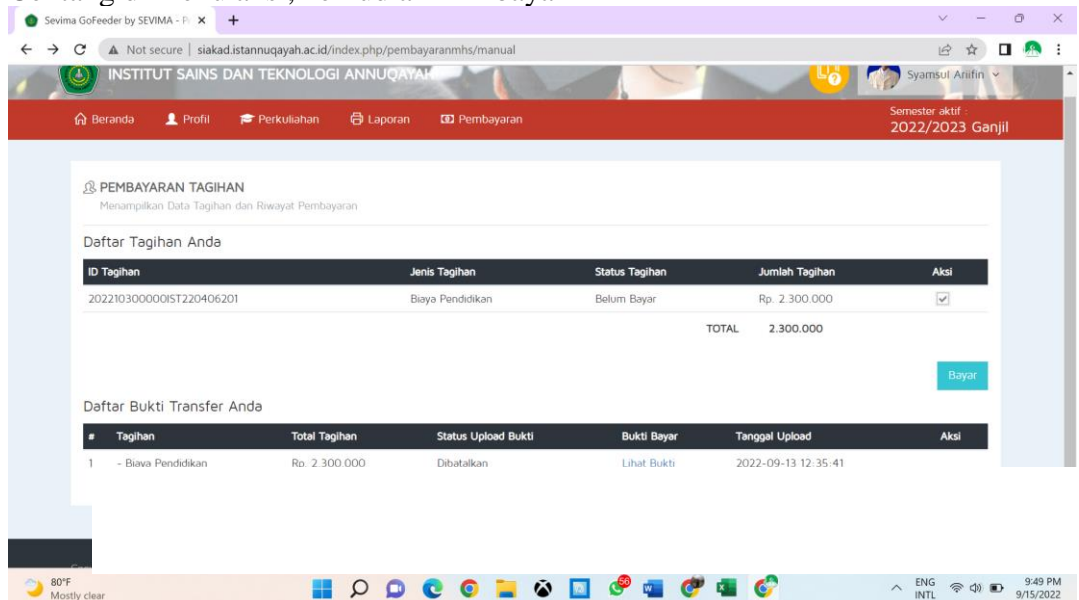 Sevima GoFeeder by SEVIMA - P
Not secure | siakad.istannuqayah.ac.id/index.php/pembayaranmhs/manual
INSTITUT SAINS DAN TEKNOLOGI ANNUQAYAH
Syamsul Arifin
Beranda Profil Perkuliahan Laporan Pembayaran
Semester aktif :
2022/2023 Ganjil
PEMBAYARAN TAGIHAN
Menampilkan Data Tagihan dan Riwayat Pembayaran
Daftar Tagihan Anda
ID Tagihan Jenis Tagihan Status Tagihan Jumlah Tagihan Aksi
202210300000IST220406201 Biaya Pendidikan Belum Bayar Rp. 2.300.000
TOTAL 2.300.000
Bayar
Daftar Bukti Transfer Anda
# Tagihan Total Tagihan Status Upload Bukti Bukti Bayar Tanggal Upload Aksi
1 - Biaya Pendidikan Rp. 2.300.000 Dibatalkan Lihat Bukti 2022-09-13 12:35:41
80°F
Mostly clear
56
ENG
INTL
9:49 PM
9/15/2022